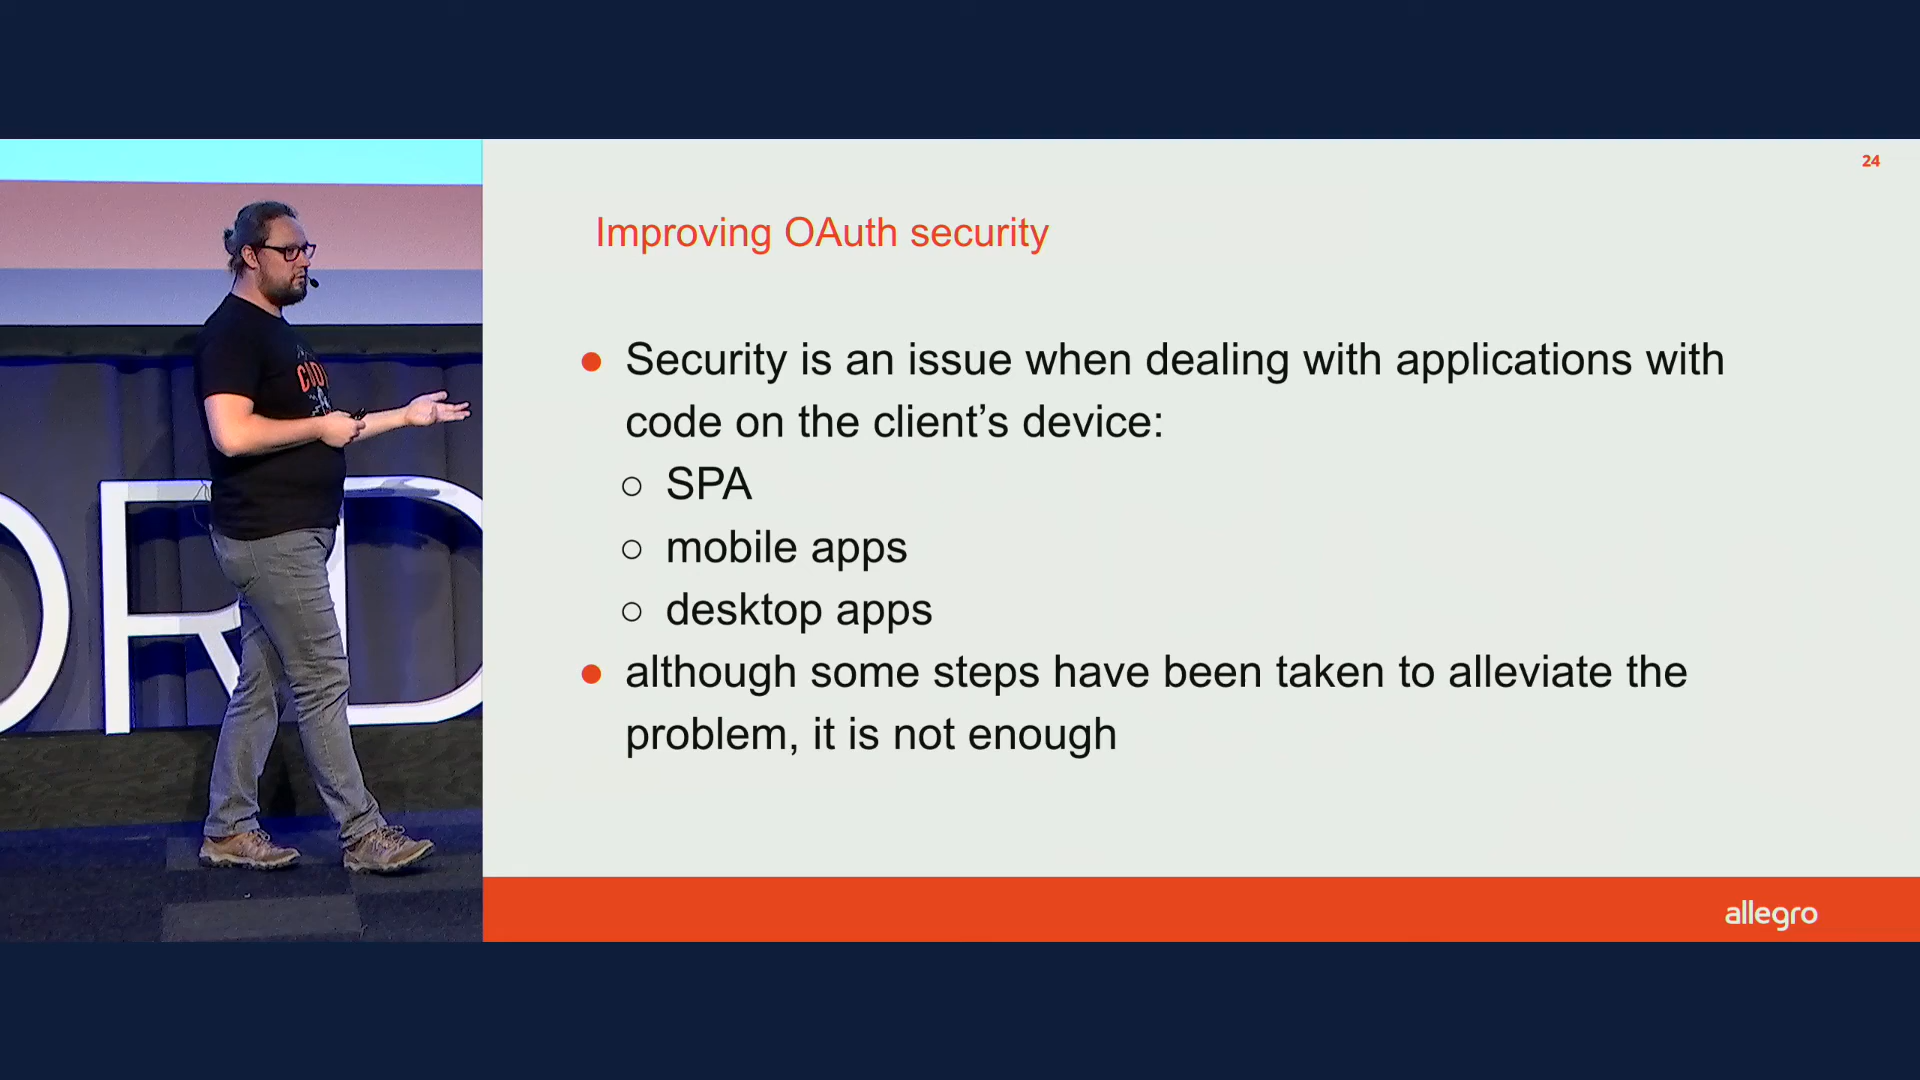 24
Improving OAuth security
● Security is an issue when dealing with applications with
code on the client’s device:
○ SPA
○ mobile apps
○ desktop apps
● although some steps have been taken to alleviate the
problem, it is not enough
allegro
ORD